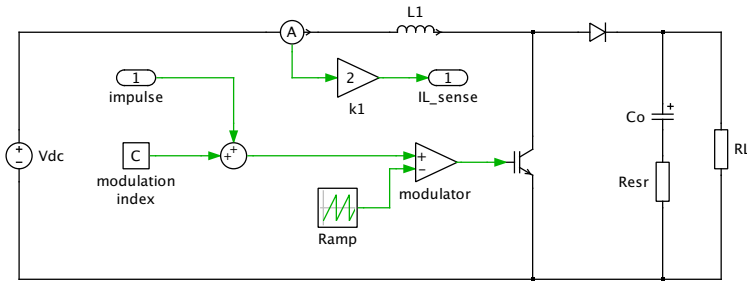 L1
A
1
impulse
2
k1
1
IL_sense
Co
Vdc
C
modulation
index
modulator
RL
Resr
Ramp